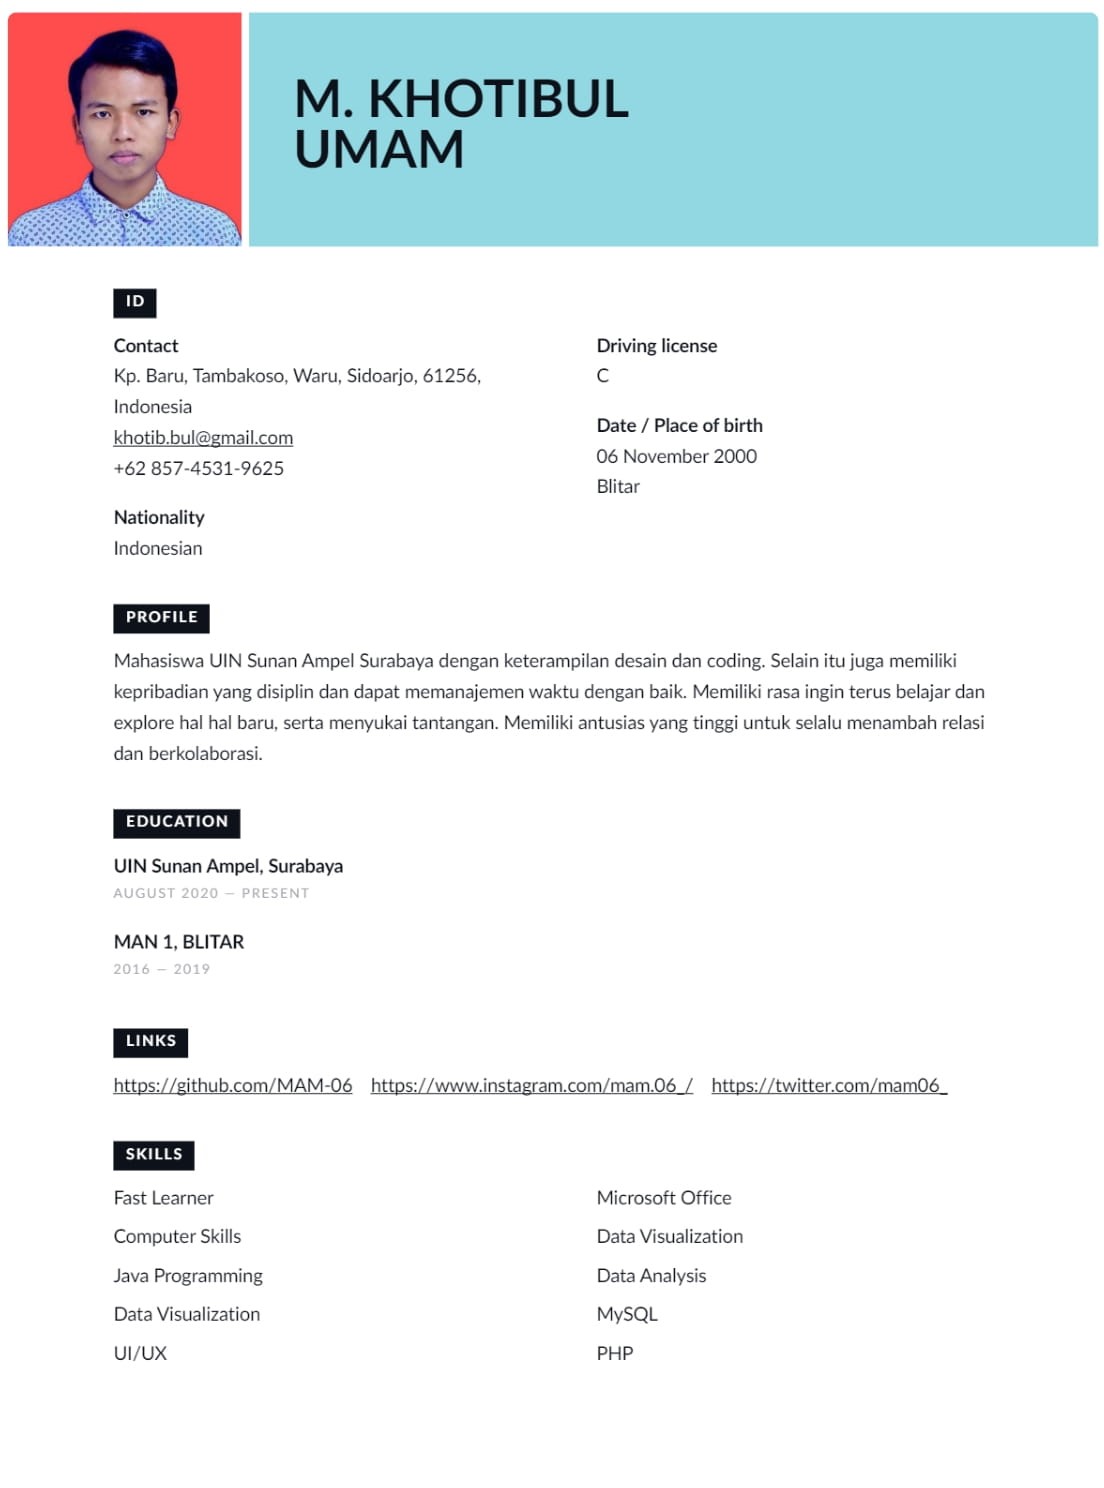 M. KHOTIBUL
UMAM
ID
Contact
Kp. Baru, Tambakoso, Waru, Sidoarjo, 61256,
Indonesia
khotib.bul@gmail.com
+62 857-4531-9625
Nationality
Indonesian
Driving license
C
Date / Place of birth
06 November 2000
Blitar
PROFILE
Mahasiswa UIN Sunan Ampel Surabaya dengan keterampilan desain dan coding. Selain itu juga memiliki
kepribadian yang disiplin dan dapat memanajemen waktu dengan baik. Memiliki rasa ingin terus belajar dan
explore hal hal baru, serta menyukai tantangan. Memiliki antusias yang tinggi untuk selalu menambah relasi
dan berkolaborasi.
EDUCATION
UIN Sunan Ampel, Surabaya
AUGUST 2020 — PRESENT
MAN 1, BLITAR
2016 — 2019
LINKS
https://github.com/MAM-06 https://www.instagram.com/mam.06_/ https://twitter.com/mam06_
SKILLS
Fast Learner
Computer Skills
Java Programming
Data Visualization
UI/UX
Microsoft Office
Data Visualization
Data Analysis
MySQL
PHP